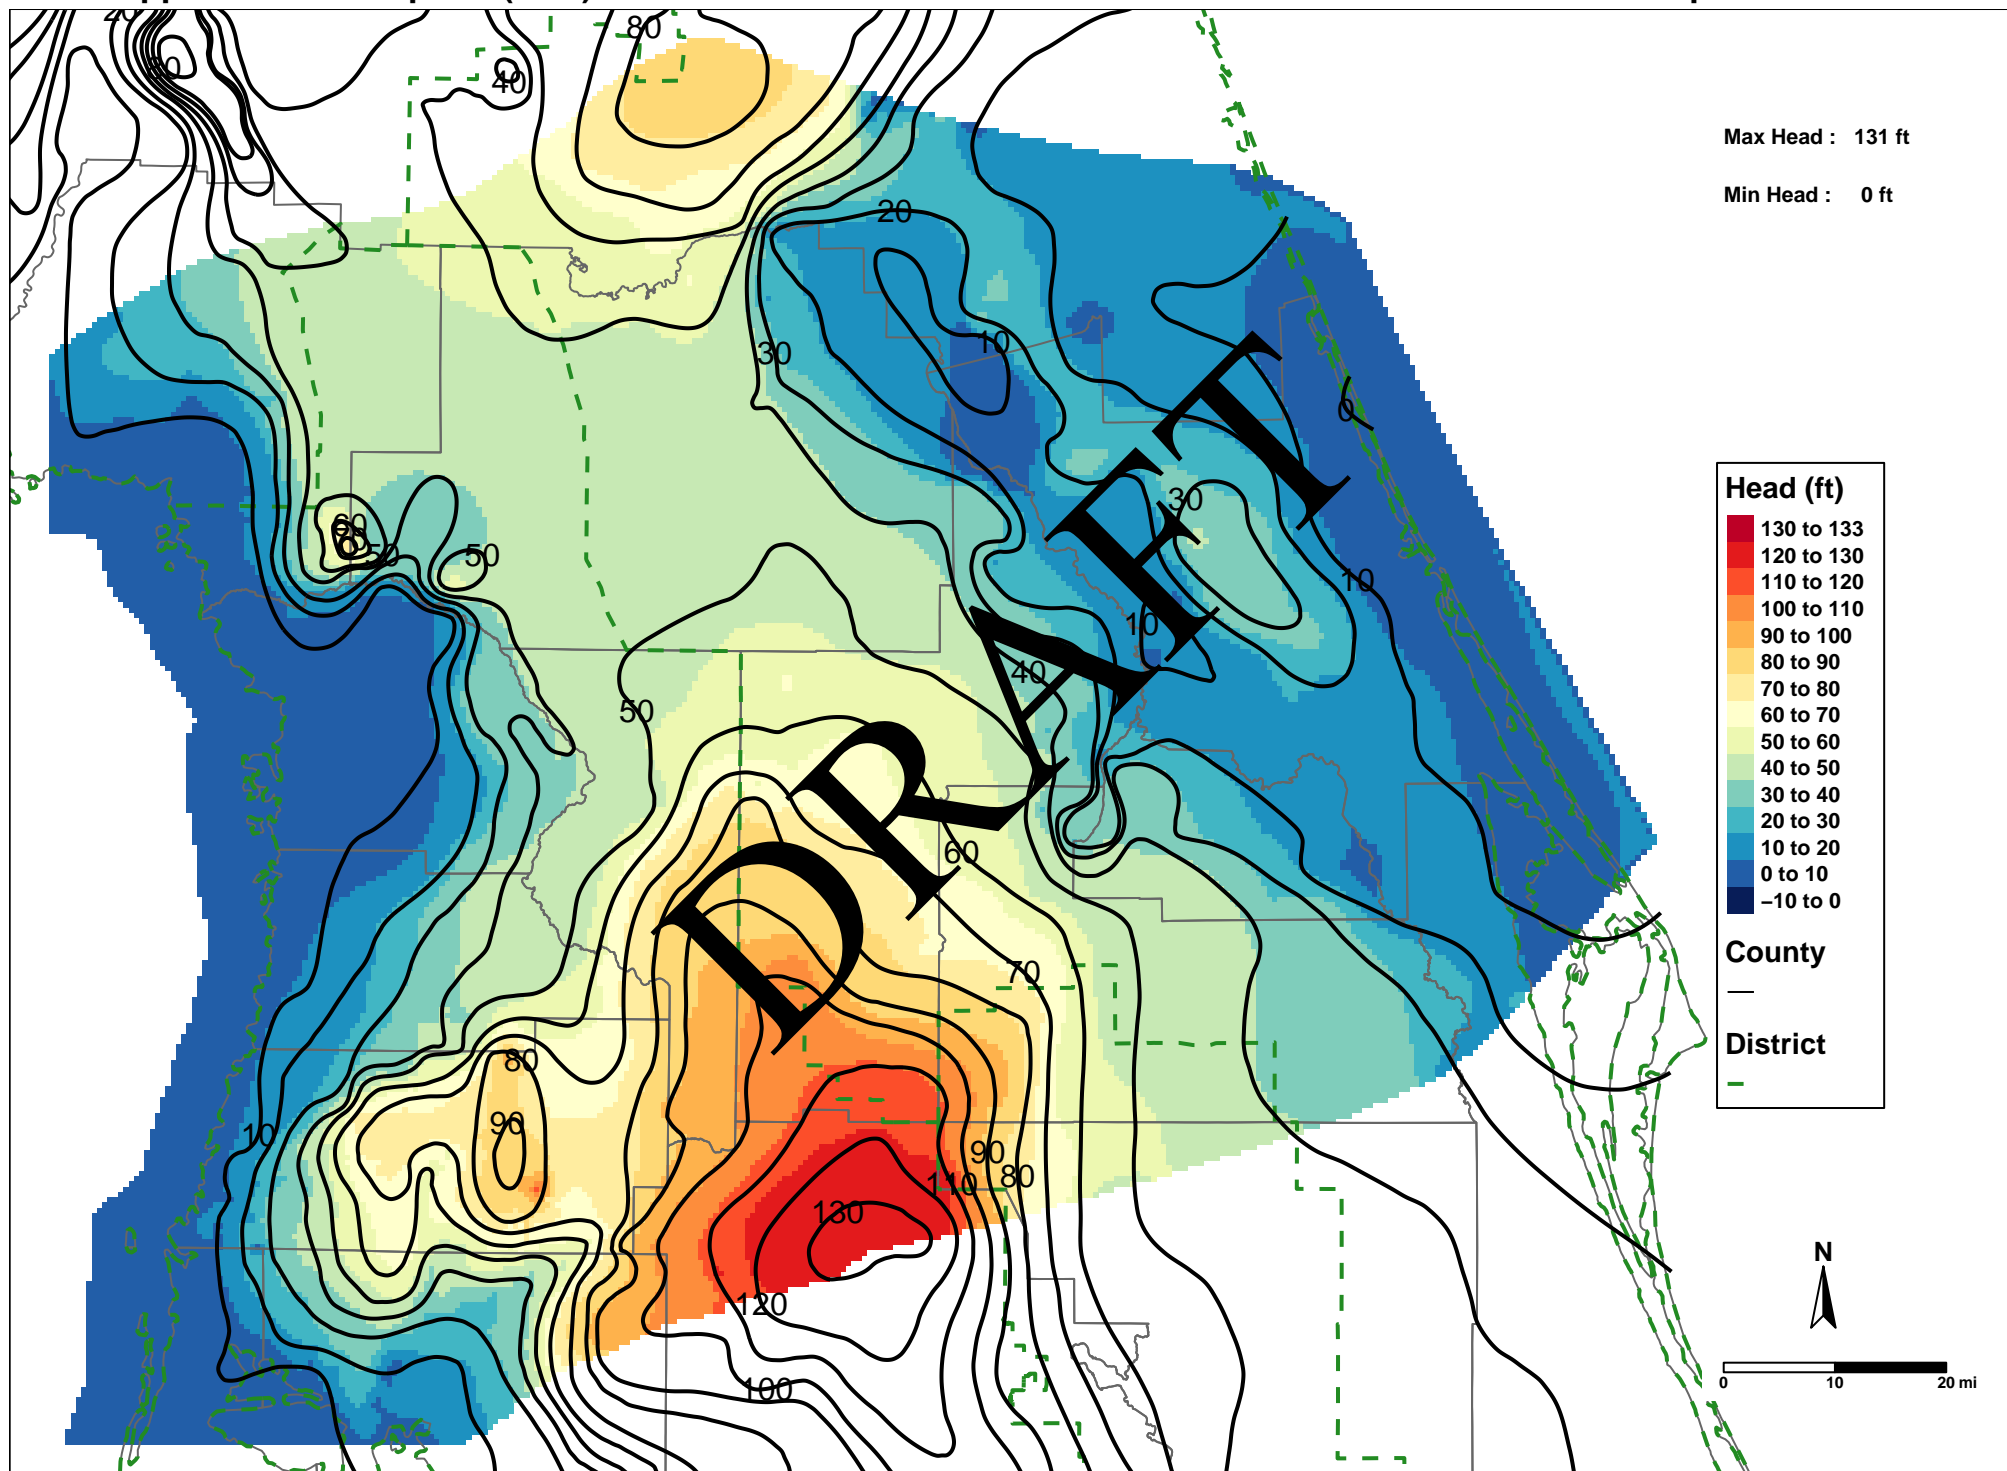 80
40
20
30
10
0
30
60
50
50
10
10
40
50
60
70
80
90
10
90
80
110
130
120
100
DRAFT
Max Head : 131 ft
Min Head : 0 ft
Head (ft)
130 to 133
120 to 130
110 to 120
100 to 110
90 to 100
80 to 90
70 to 80
60 to 70
50 to 60
40 to 50
30 to 40
20 to 30
10 to 20
0 to 10
−10 to 0
County
District
N
0 10 20 mi